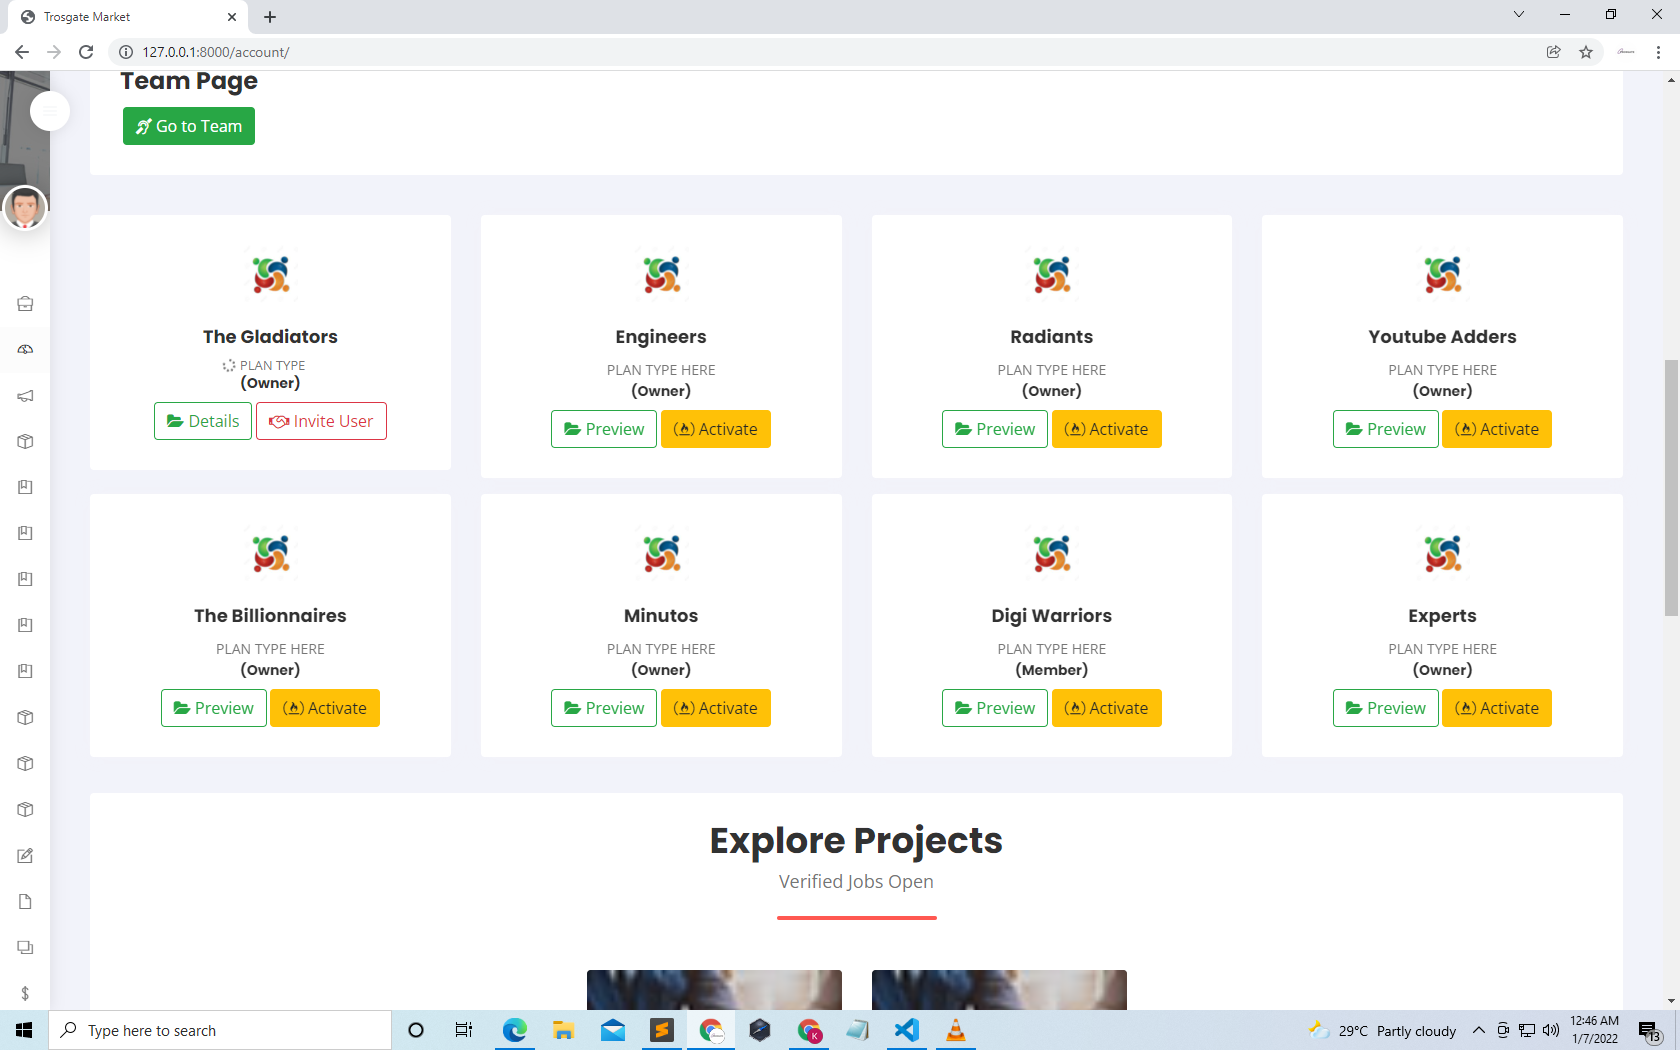 Trosgate Market
127.0.0.1:8000/account/
Team Page
Go to Team
The Gladiators
PLAN TYPE
(Owner)
Details
Invite User
Engineers
PLAN TYPE HERE
(Owner)
Preview
Activate
Radiants
PLAN TYPE HERE
(Owner)
Preview
Activate
Youtube Adders
PLAN TYPE HERE
(Owner)
Preview
Activate
The Billionnaires
PLAN TYPE HERE
(Owner)
Preview
Activate
Minutos
PLAN TYPE HERE
(Owner)
Preview
Activate
Digi Warriors
PLAN TYPE HERE
(Member)
Preview
Activate
Experts
PLAN TYPE HERE
(Owner)
Preview
Activate
Explore Projects
Verified Jobs Open
Type here to search
K
29°C Partly cloudy
12:46 AM
1/7/2022
13